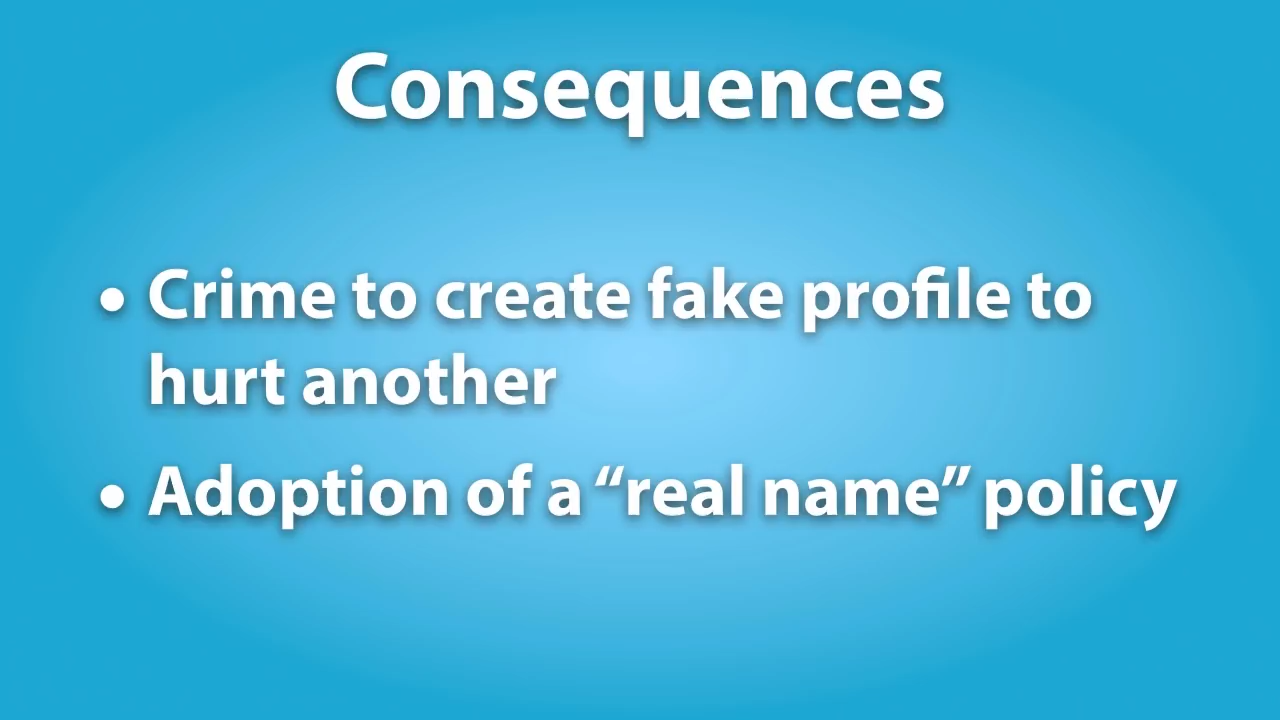 Consequences
• Crime to create fake profile to
hurt another
• Adoption of a “real name” policy